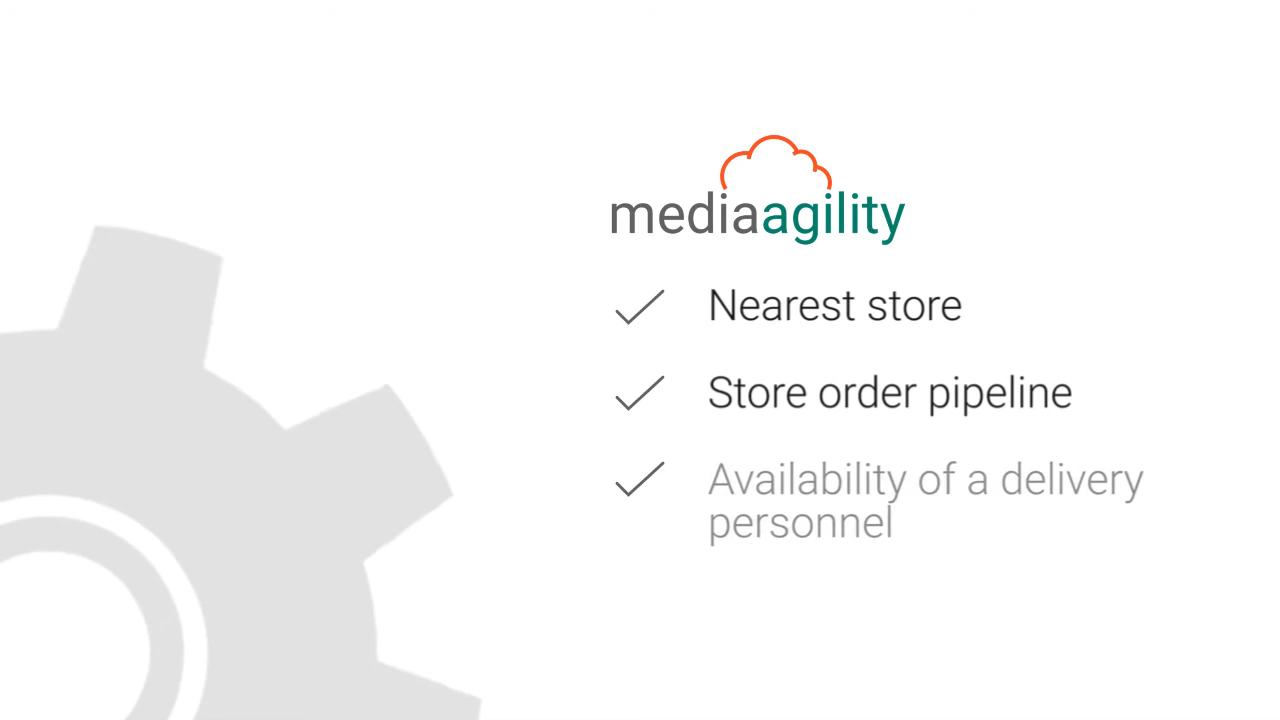 mediaagility
Nearest store
Store order pipeline
Availability of a delivery
personnel